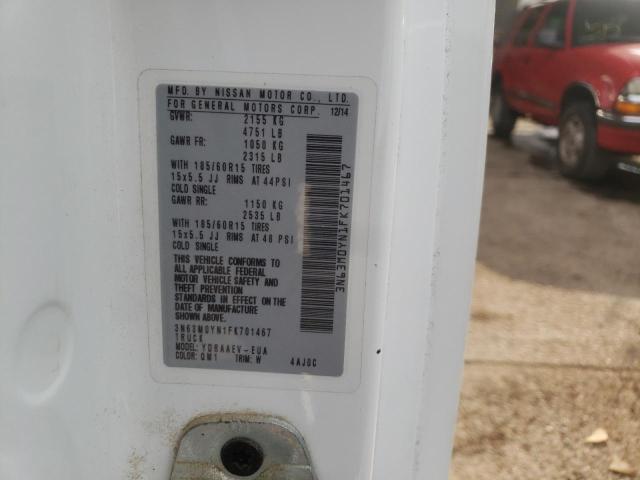 MFD. BY NISSAN MOTOR CO., LTD.
FOR GENERAL MOTORS CORP. 12/14
GVWR: 2155 KG
4751 LB
GAWR FR: 1050 KG
2315 LB
WITH 185/60R15 TIRES
15x5.5 JJ RIMS AT 44PSI
COLD SINGLE
GAWR RR: 1150 KG
2535 LB
WITH 185/60R15 TIRES
15x5.5 JJ RIMS AT 48 PSI
COLD SINGLE
THIS VEHICLE CONFORMS TO
ALL APPLICABLE FEDERAL
MOTOR VEHICLE SAFETY AND
THEFT PREVENTION
STANDARDS IN EFFECT ON THE
DATE OF MANUFACTURE
SHOWN ABOVE.
3N63M0YN1FK701467
TRUCK
MODEL: YDBAAEV-EUA
COLOR: QM1 TRIM: W 4AJ0C
3N63M0YN1FK701467